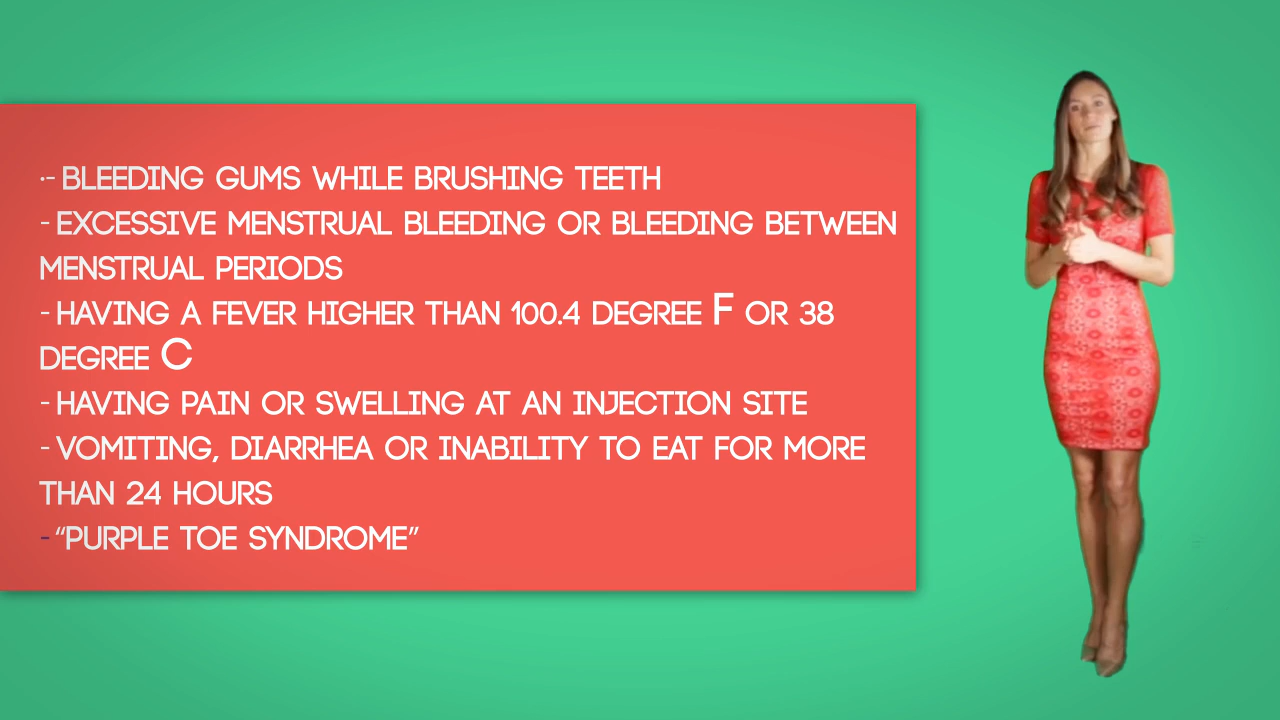 ·- BLEEDING GUMS WHILE BRUSHING TEETH
- EXCESSIVE MENSTRUAL BLEEDING OR BLEEDING BETWEEN
MENSTRUAL PERIODS
- HAVING A FEVER HIGHER THAN 100.4 DEGREE F OR 38
DEGREE C
- HAVING PAIN OR SWELLING AT AN INJECTION SITE
- VOMITING, DIARRHEA OR INABILITY TO EAT FOR MORE
THAN 24 HOURS
- “PURPLE TOE SYNDROME”